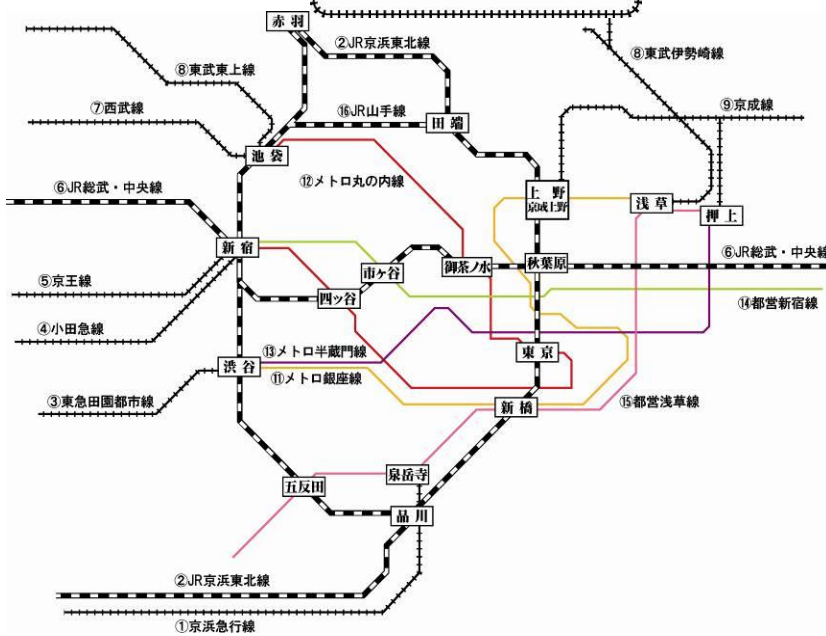 赤羽
②JR京浜東北線
⑧東武東上線
⑧東武伊勢崎線
⑦西武線
⑯JR山手線
田端
⑨京成線
池袋
⑫メトロ丸の内線
⑥JR総武・中央線
上野
京成上野
浅草
押上
新宿
市ヶ谷
御茶ノ水
秋葉原
⑥JR総武・中央線
⑤京王線
四ッ谷
⑭都営新宿線
④小田急線
⑬メトロ半蔵門線
東京
渋谷
⑪メトロ銀座線
③東急田園都市線
新橋
⑮都営浅草線
泉岳寺
五反田
品川
②JR京浜東北線
①京浜急行線